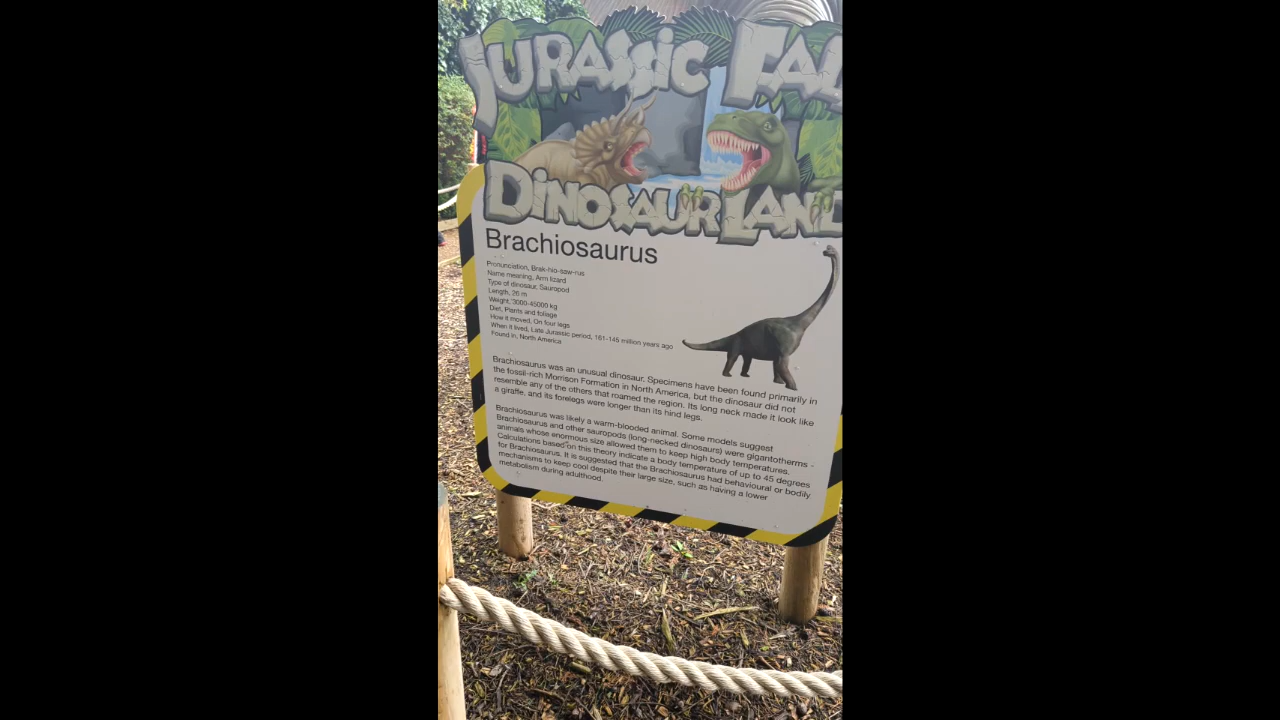 JURASSIC FAL
DINOSAUR LAND
Brachiosaurus
Pronunciation, Brak-hio-saw-rus
Name meaning, Arm lizard
Type of dinosaur, Sauropod
Length, 26 m
Weight, 3000-45000 kg
Diet, Plants and foliage
How it moved, On four legs
When it lived, Late Jurassic period, 161-145 million years ago
Found in, North America
Brachiosaurus was an unusual dinosaur. Specimens have been found primarily in
the fossil-rich Morrison Formation in North America, but the dinosaur did not
resemble any of the others that roamed the region. Its long neck made it look like
a giraffe, and its forelegs were longer than its hind legs.
Brachiosaurus was likely a warm-blooded animal. Some models suggest
Brachiosaurus and other sauropods (long-necked dinosaurs) were gigantotherms -
animals whose enormous size allowed them to keep high body temperatures.
Calculations based on this theory indicate a body temperature of up to 45 degrees
for Brachiosaurus. It is suggested that the Brachiosaurus had behavioural or bodily
mechanisms to keep cool despite their large size, such as having a lower
metabolism during adulthood.